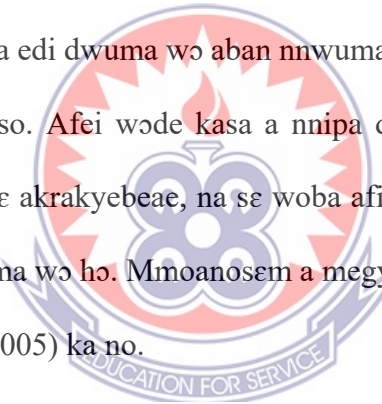 a edi dwuma wɔ aban nnwuma
so. Afei wɔde kasa a nnipa d
ɛ akrakyebeae, na sɛ woba afi
ma wɔ hɔ. Mmoanosɛm a megy
005) ka no.
EDUCATION FOR SERVICE